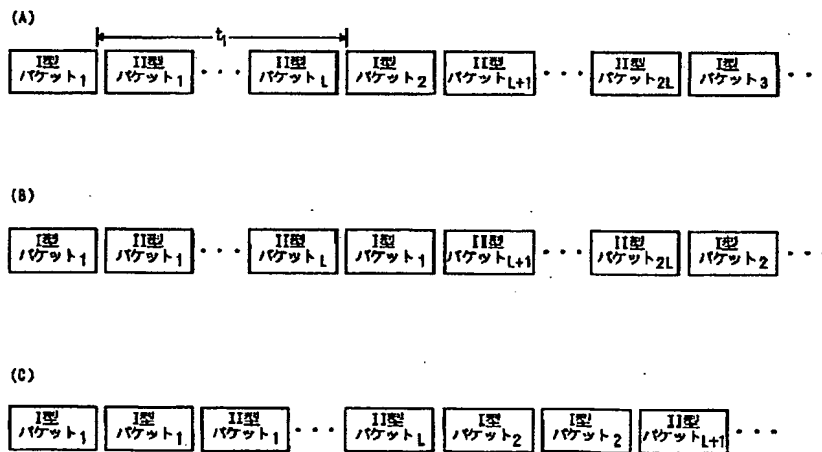 (A)
t₁
I型 II型 II型 I型 II型 II型 I型
パケット₁ パケット₁ ・・・ パケットL パケット₂ パケットL+1 ・・・ パケット2L パケット₃ ・・
(B)
I型 II型 II型 I型 II型 II型 I型
パケット₁ パケット₁ ・・・ パケットL パケット₁ パケットL+1 ・・・ パケット2L パケット₂ ・・・
(C)
I型 I型 II型 II型 I型 I型 II型
パケット₁ パケット₁ パケット₁ ・・・ パケットL パケット₂ パケット₂ パケットL+1 ・・・